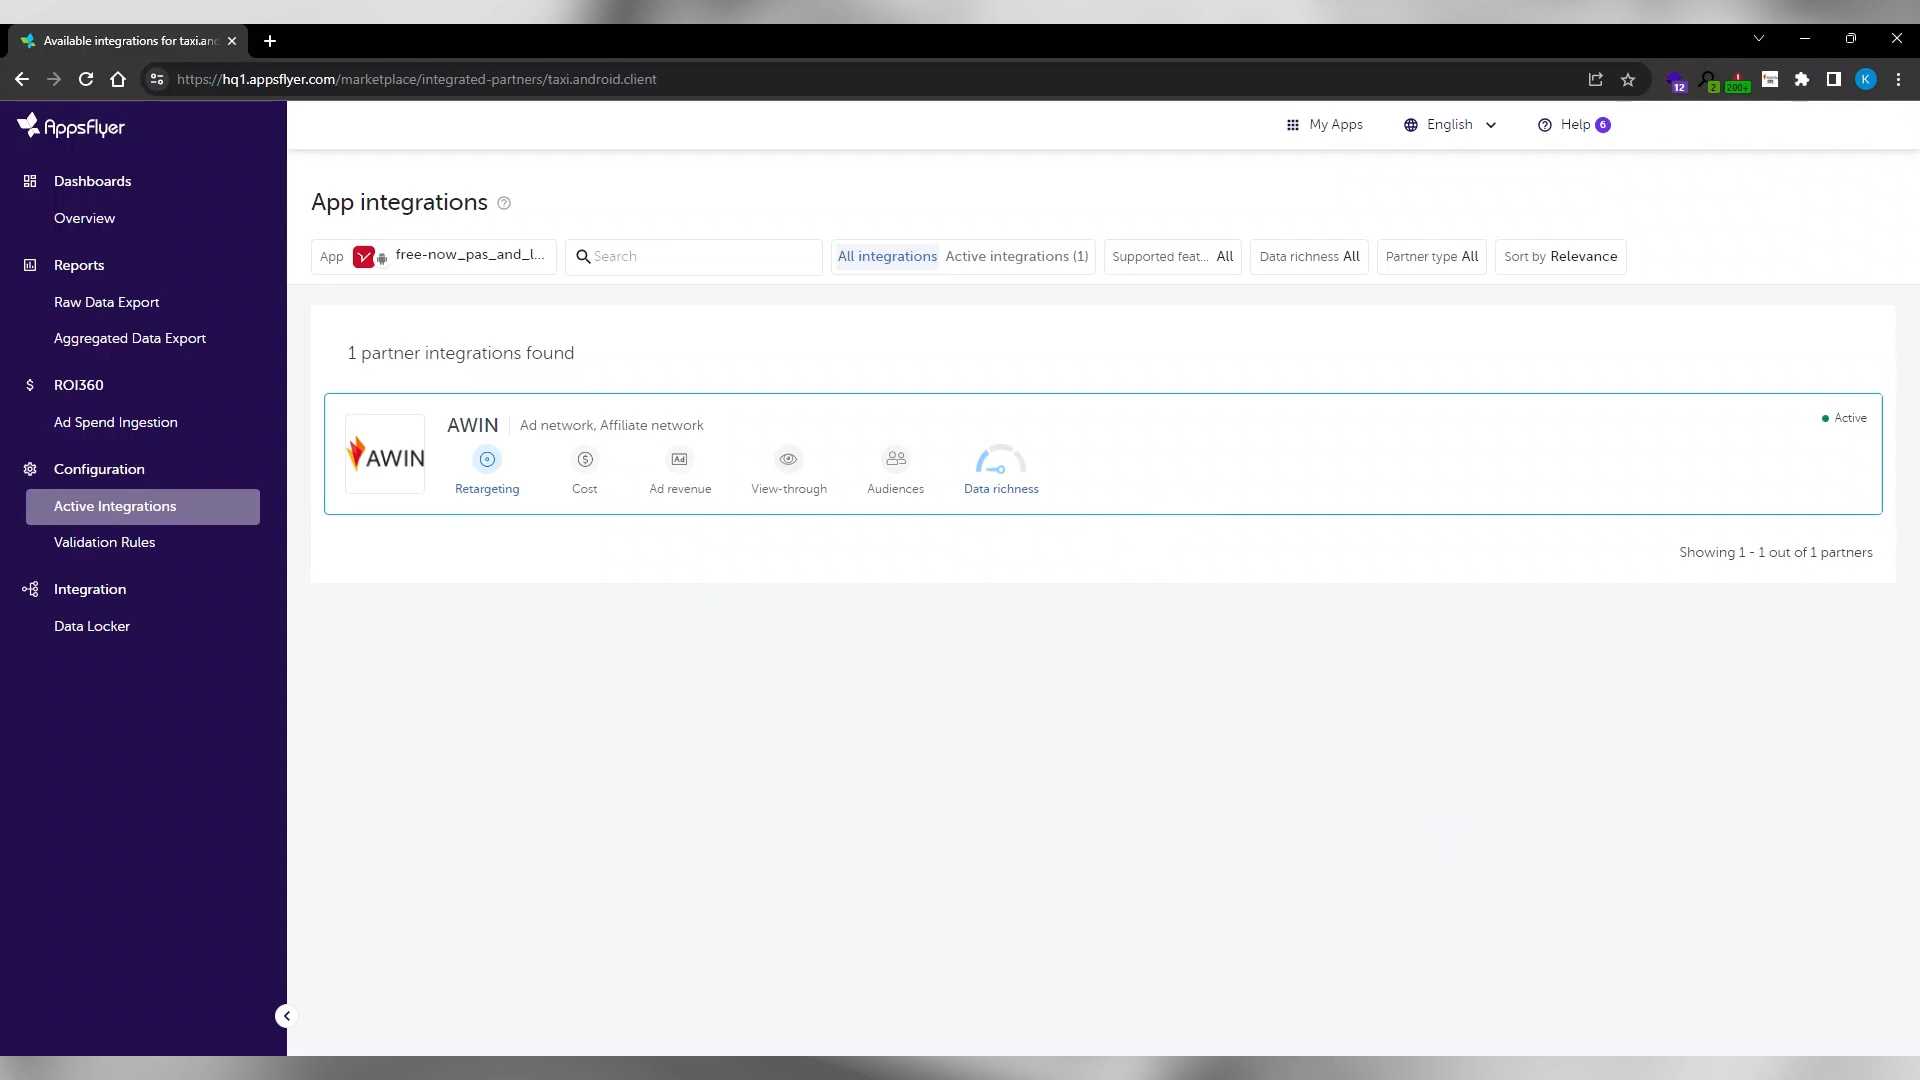 Available integrations for taxi.and
https://hq1.appsflyer.com/marketplace/integrated-partners/taxi.android.client
12
2
200+
K
AppsFlyer
My Apps
English
Help 6
Dashboards
Overview
Reports
Raw Data Export
Aggregated Data Export
ROI360
Ad Spend Ingestion
Configuration
Active Integrations
Validation Rules
Integration
Data Locker
App integrations
App free-now_pas_and_l...
Search
All integrations Active integrations (1)
Supported feat... All
Data richness All
Partner type All
Sort by Relevance
1 partner integrations found
AWIN
AWIN Ad network, Affiliate network
Active
Ad
Retargeting Cost Ad revenue View-through Audiences Data richness
Showing 1 - 1 out of 1 partners